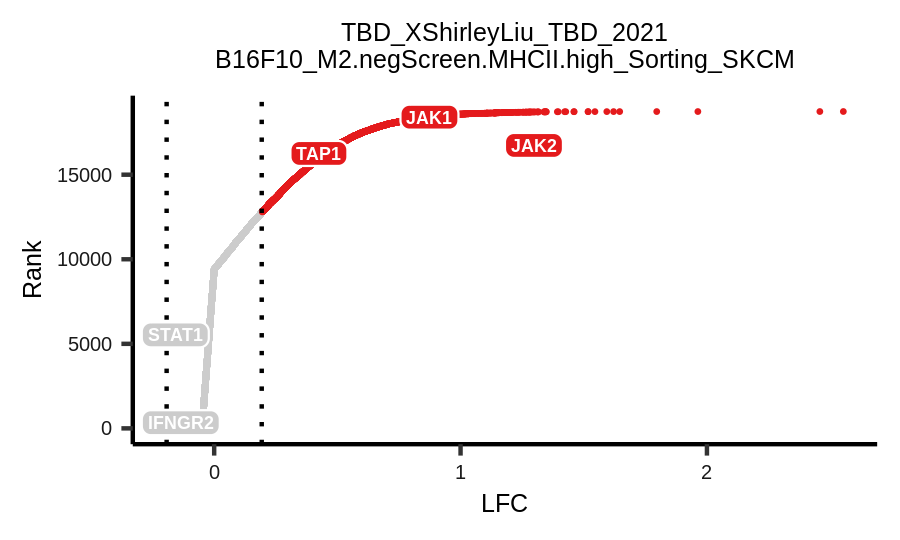 TBD_XShirleyLiu_TBD_2021
B16F10_M2.negScreen.MHCII.high_Sorting_SKCM
JAK1
JAK2
TAP1
15000
10000
Rank
STAT1
5000
IFNGR2
0
0
1
2
LFC